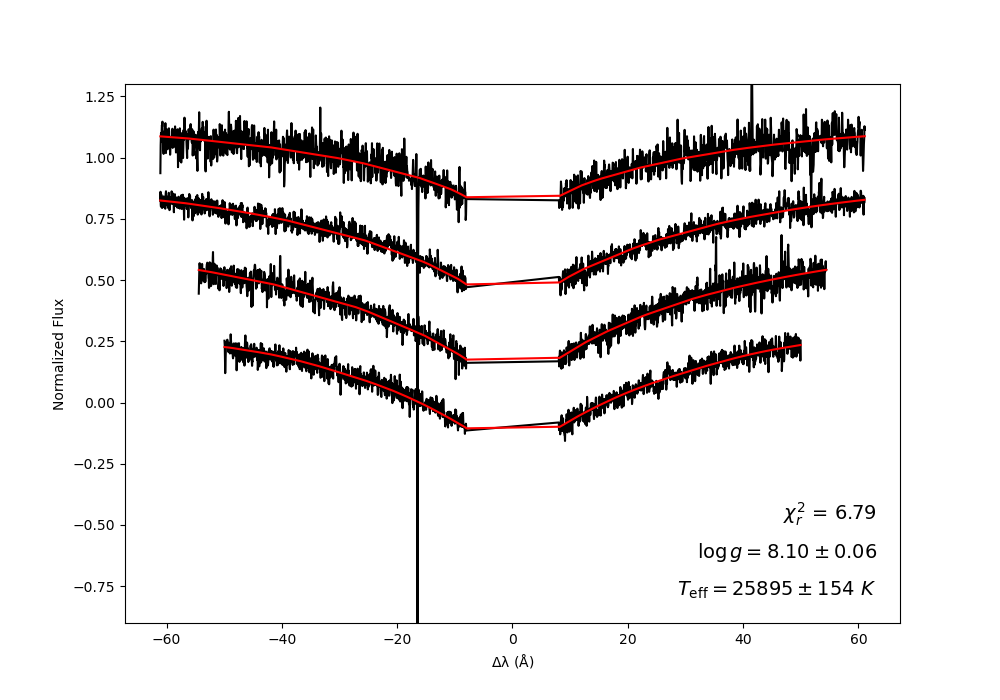 1.25
1.00
0.75
0.50
0.25
0.00
−0.25
−0.50
−0.75
Normalized Flux
χ²ᵣ = 6.79
log g = 8.10 ± 0.06
T_eff = 25895 ± 154 K
−60 −40 −20 0 20 40 60
Δλ (Å)